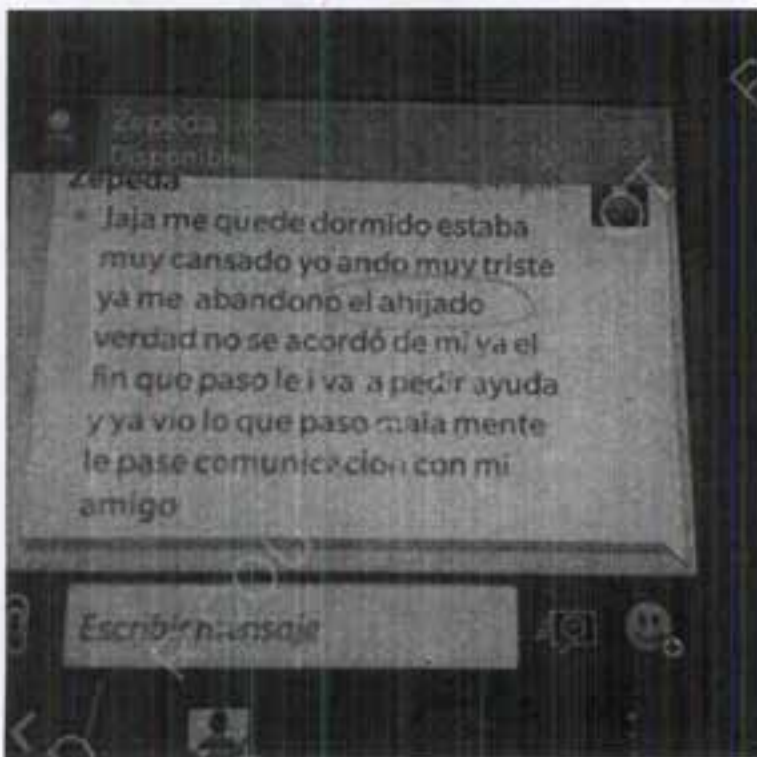 Zepeda
Disponible
Zepeda
Jaja me quede dormido estaba
muy cansado yo ando muy triste
ya me abandono el ahijado
verdad no se acordó de mi ya el
fin que paso le i va a pedir ayuda
y ya vio lo que paso mala mente
le pase comunicacion con mi
amigo
Escribir mensaje